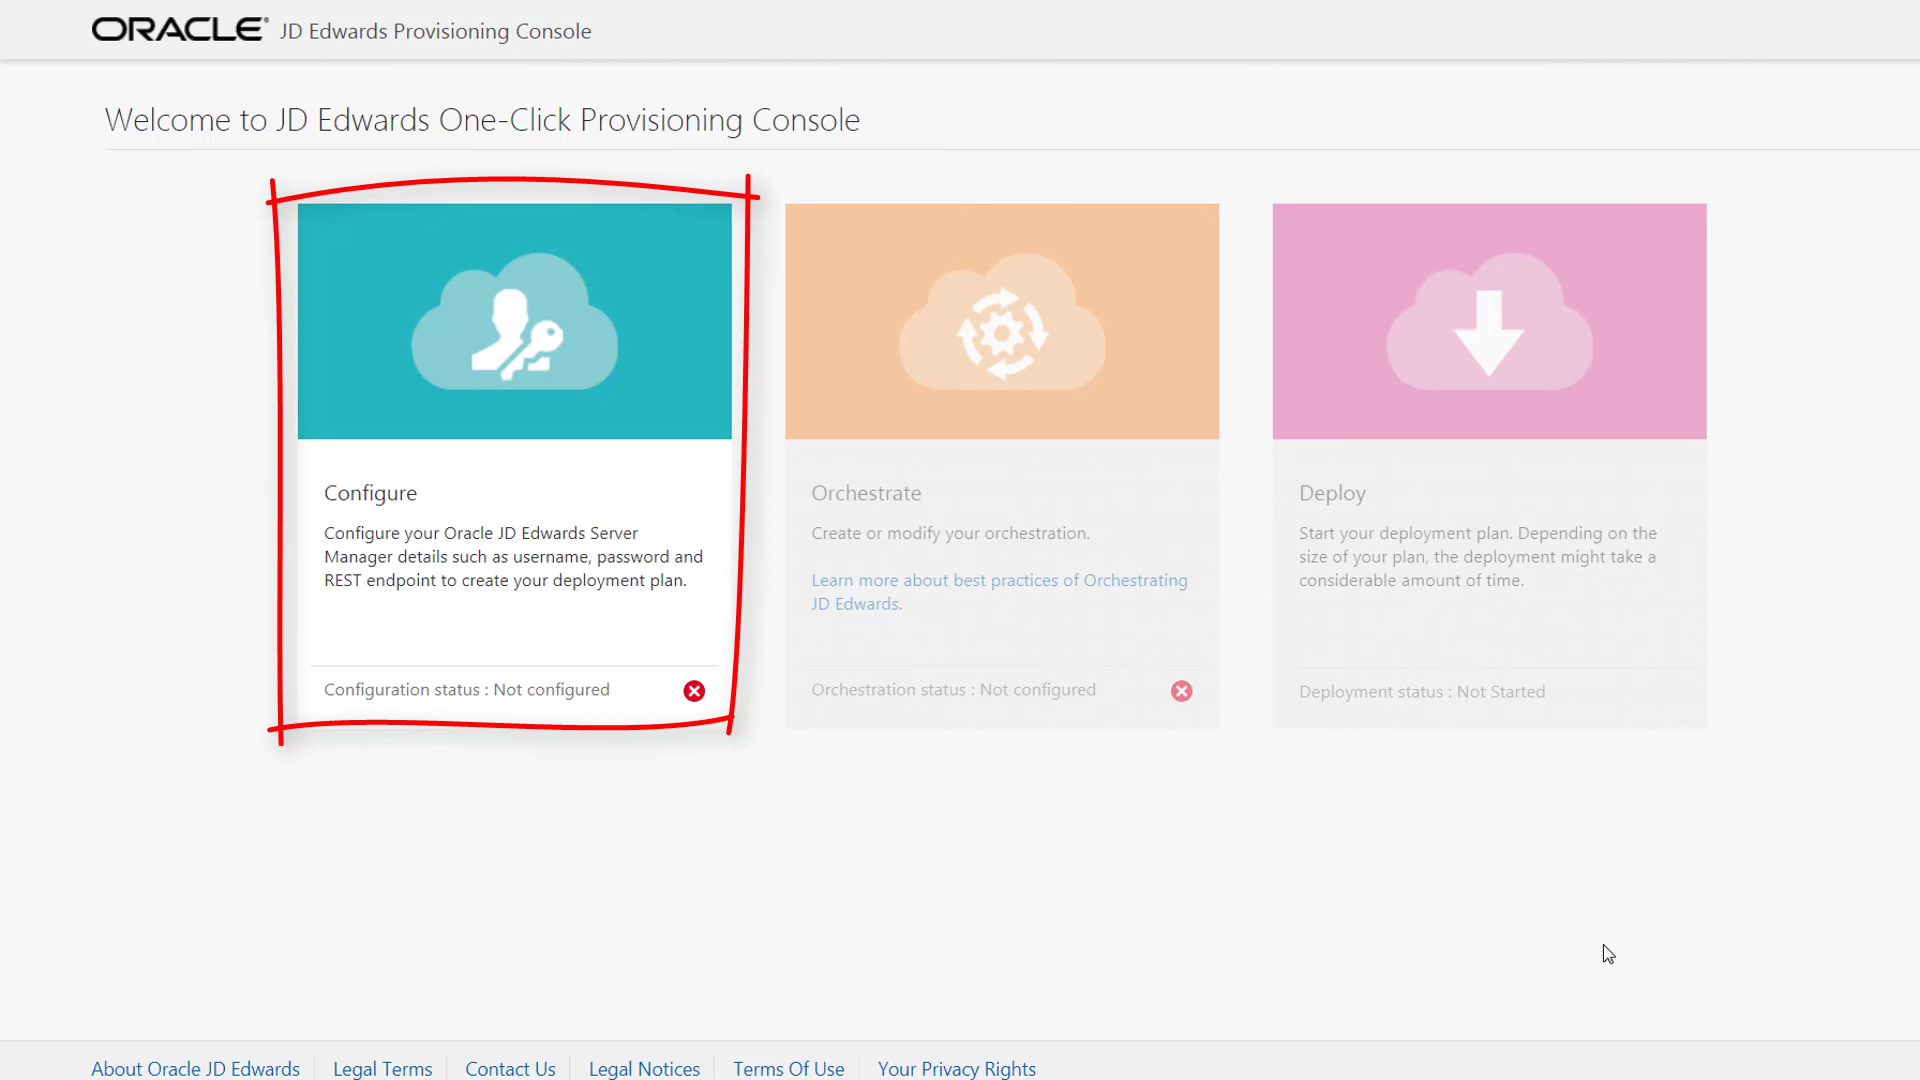 ORACLE® JD Edwards Provisioning Console
Welcome to JD Edwards One-Click Provisioning Console
Configure
Configure your Oracle JD Edwards Server
Manager details such as username, password and
REST endpoint to create your deployment plan.
Configuration status : Not configured
Orchestrate
Create or modify your orchestration.
Learn more about best practices of Orchestrating
JD Edwards.
Orchestration status : Not configured
Deploy
Start your deployment plan. Depending on the
size of your plan, the deployment might take a
considerable amount of time.
Deployment status : Not Started
About Oracle JD Edwards Legal Terms Contact Us Legal Notices Terms Of Use Your Privacy Rights